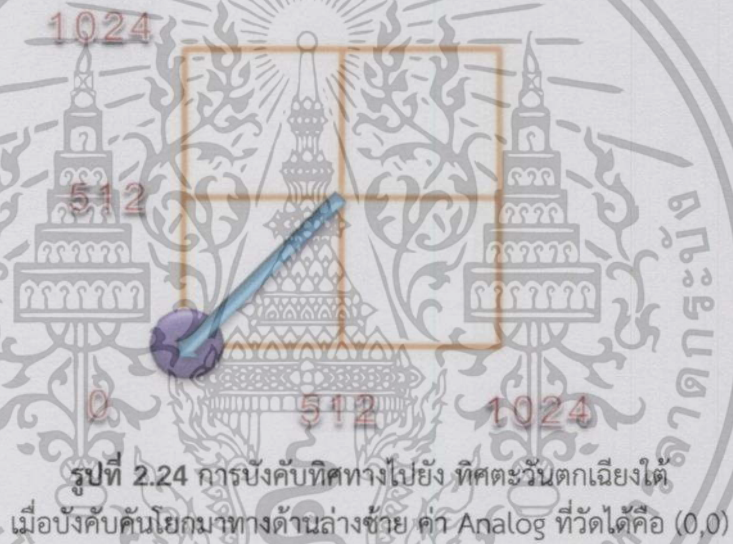 1024
512
0 512 1024
รูปที่ 2.24 การบังคับทิศทางไปยัง ทิศตะวันตกเฉียงใต้
เมื่อบังคับคันโยกมาทางด้านล่างซ้าย ค่า Analog ที่วัดได้คือ (0,0)